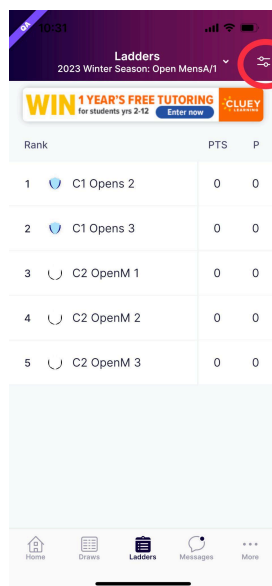 QA
10:31
Ladders
2023 Winter Season: Open MensA/1
WIN 1 YEAR'S FREE TUTORING
for students yrs 2-12 Enter now
CLUEY
LEARNING
Rank PTS P
1 C1 Opens 2 0 0
2 C1 Opens 3 0 0
3 C2 OpenM 1 0 0
4 C2 OpenM 2 0 0
5 C2 OpenM 3 0 0
Home Draws Ladders Messages More